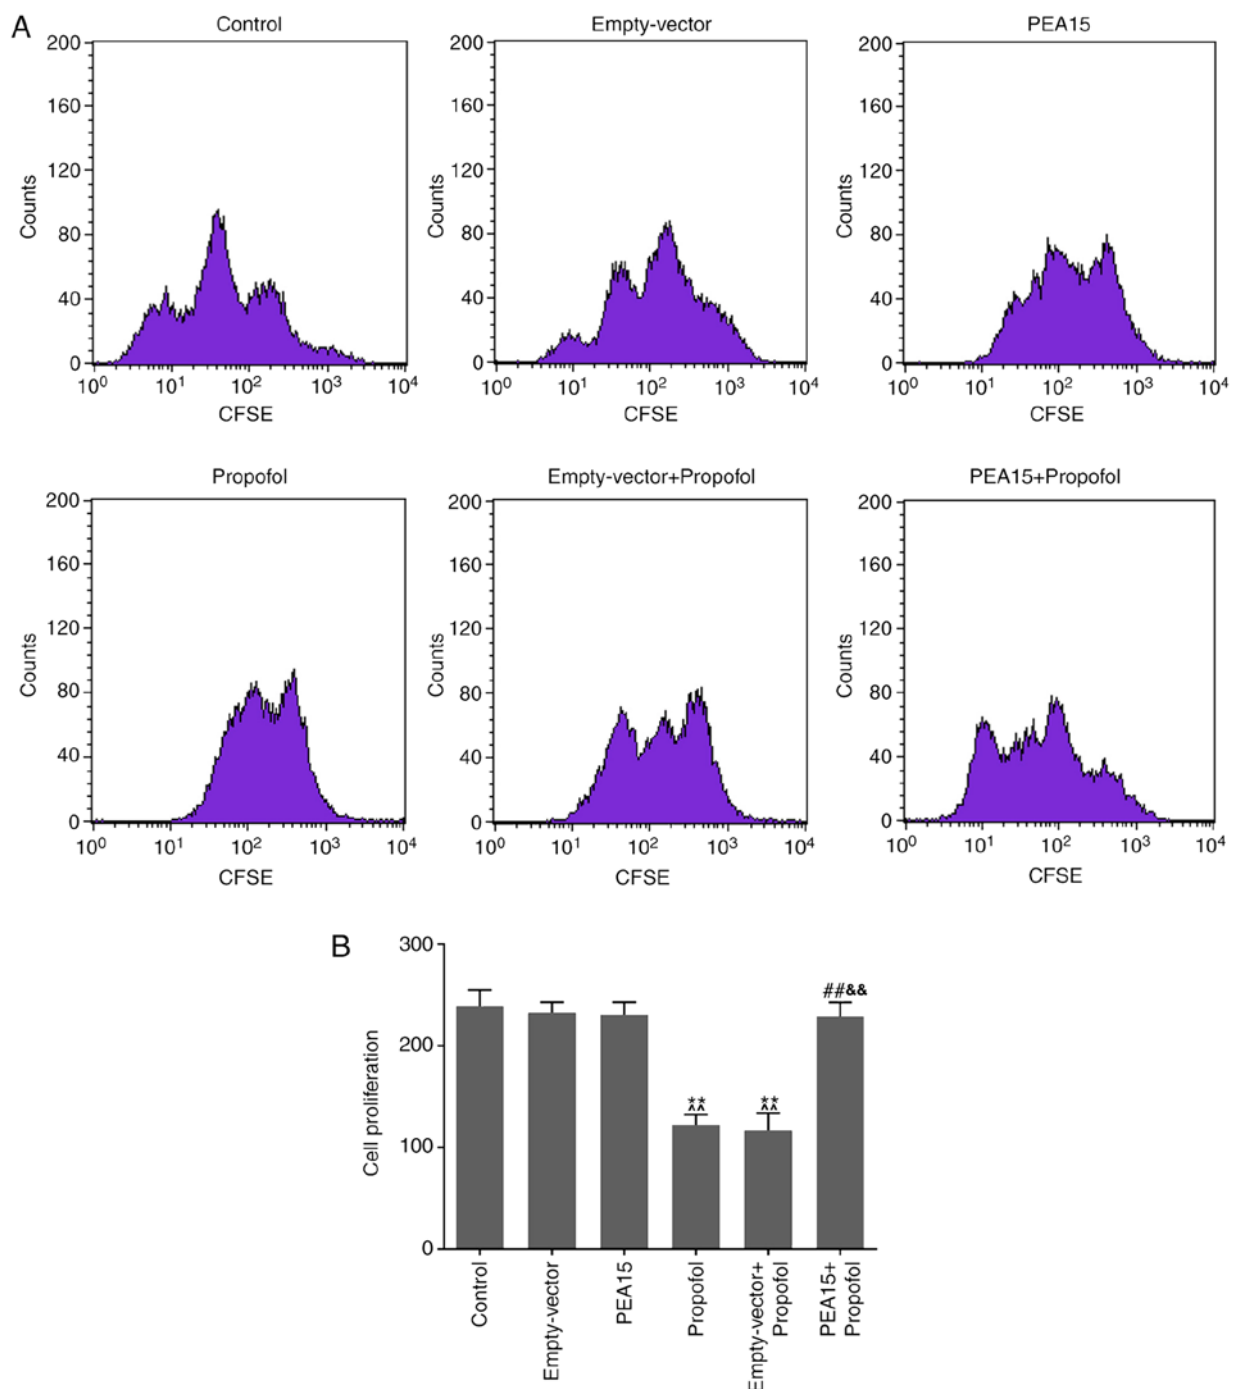 A
Control
Empty-vector
PEA15
200
160
120
80
40
0
Counts
10⁰ 10¹ 10² 10³ 10⁴
CFSE
200
160
120
80
40
0
Counts
10⁰ 10¹ 10² 10³ 10⁴
CFSE
200
160
120
80
40
0
Counts
10⁰ 10¹ 10² 10³ 10⁴
CFSE
Propofol
Empty-vector+Propofol
PEA15+Propofol
200
160
120
80
40
0
Counts
10⁰ 10¹ 10² 10³ 10⁴
CFSE
200
160
120
80
40
0
Counts
10⁰ 10¹ 10² 10³ 10⁴
CFSE
200
160
120
80
40
0
Counts
10⁰ 10¹ 10² 10³ 10⁴
CFSE
B
300
200
100
0
Cell proliferation
**
^^
**
^^
##&&
Control
Empty-vector
PEA15
Propofol
Empty-vector+
Propofol
PEA15+
Propofol